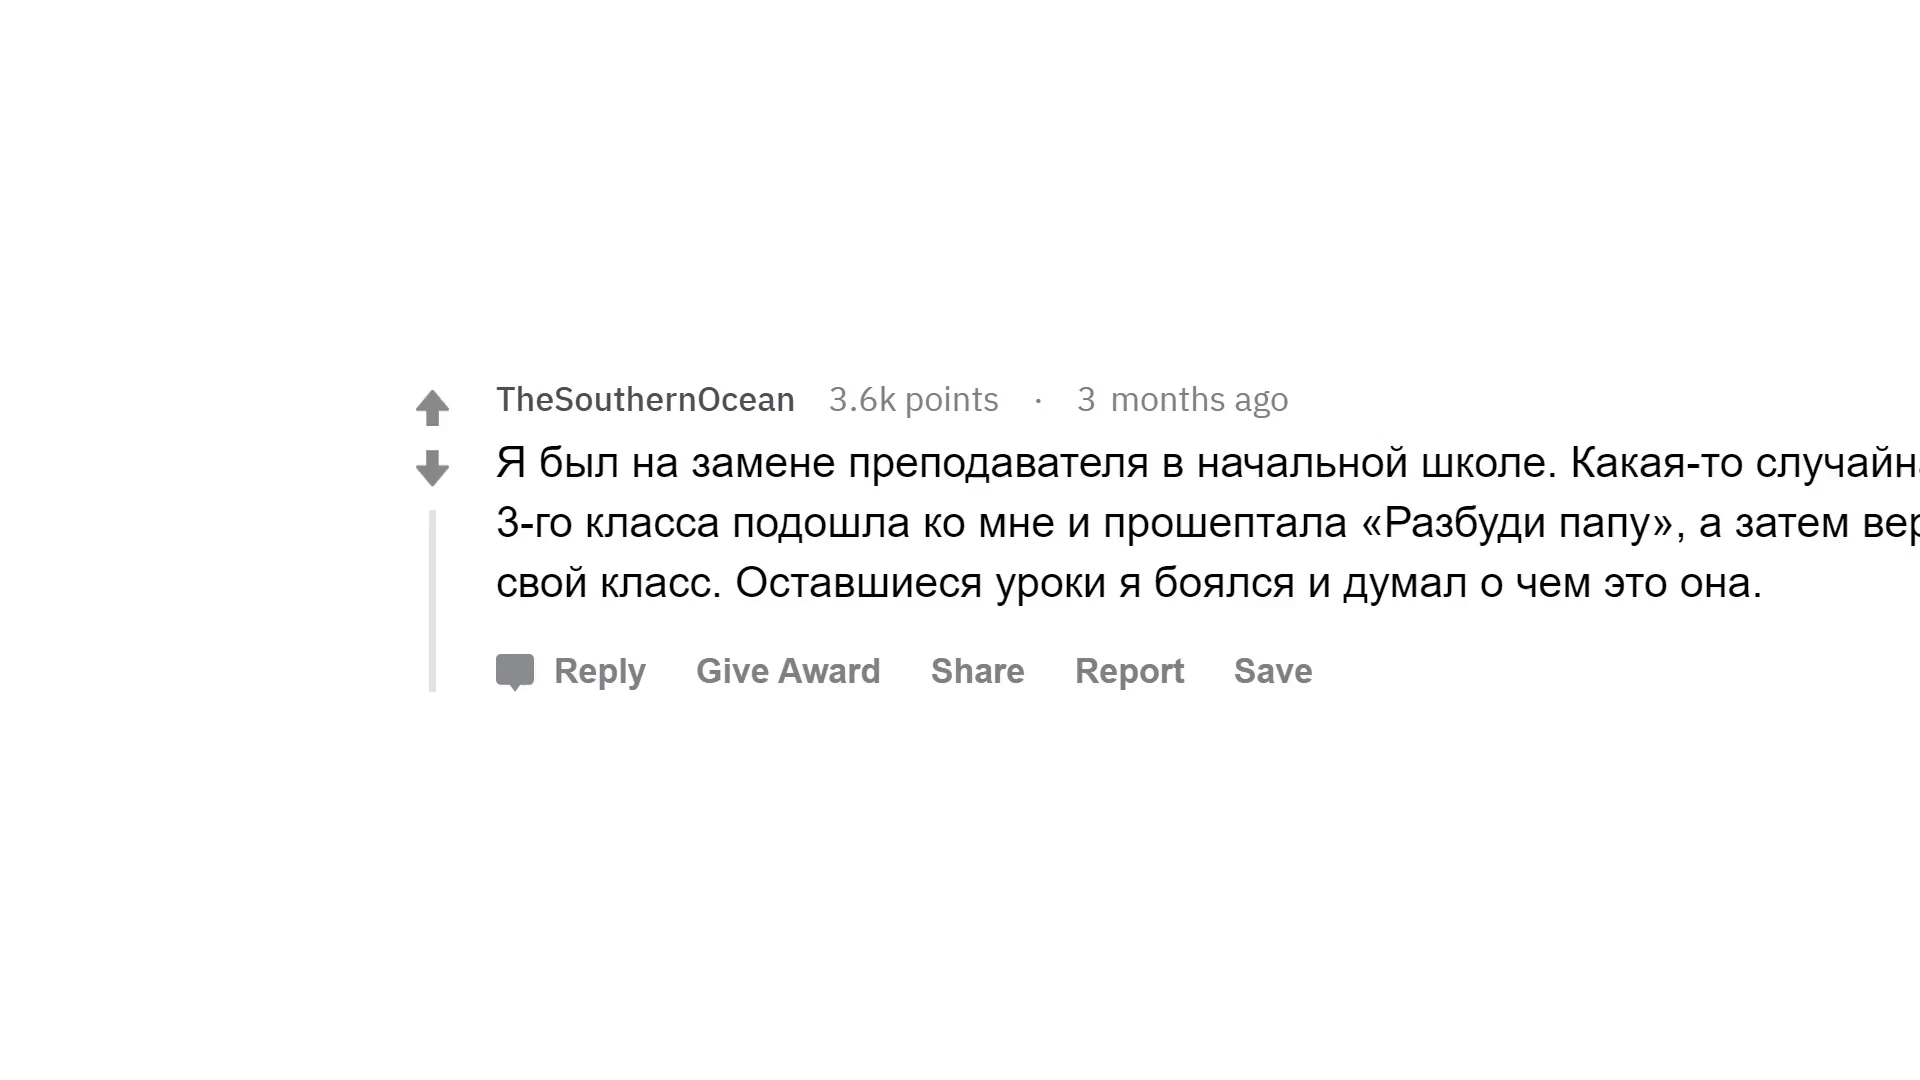 TheSouthernOcean 3.6k points · 3 months ago
Я был на замене преподавателя в начальной школе. Какая-то
3-го класса подошла ко мне и прошептала «Разбуди папу», а затем
свой класс. Оставшиеся уроки я боялся и думал о чем это она.
Reply Give Award Share Report Save